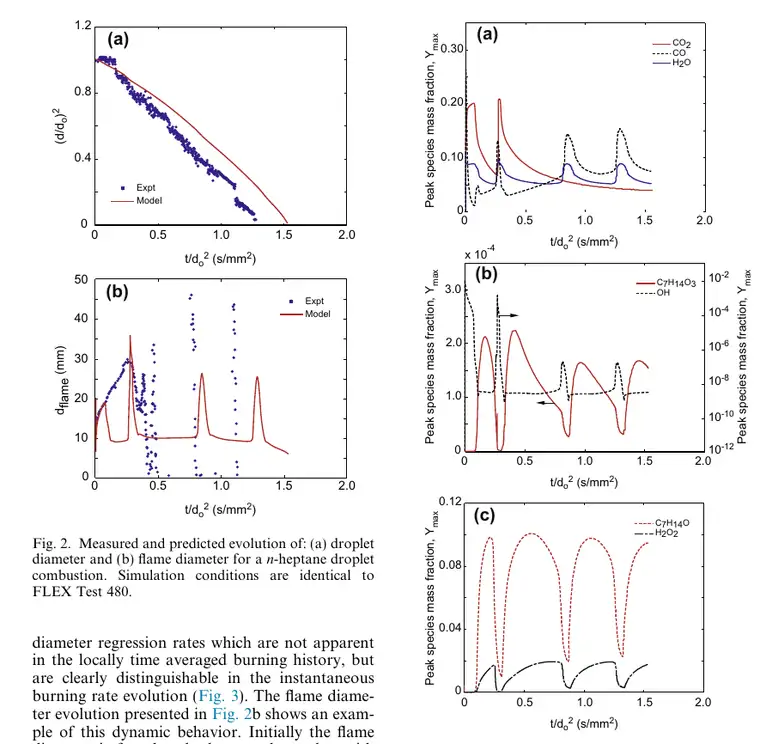 1.2
(a)
0.8
(d/do)2
0.4
Expt
Model
0
0 0.5 1.0 1.5 2.0
t/do2 (s/mm2)
50
(b)
Expt
Model
40
30
dflame (mm)
20
10
0
0 0.5 1.0 1.5 2.0
t/do2 (s/mm2)
Fig. 2. Measured and predicted evolution of: (a) droplet
diameter and (b) flame diameter for a n-heptane droplet
combustion. Simulation conditions are identical to
FLEX Test 480.
diameter regression rates which are not apparent
in the locally time averaged burning history, but
are clearly distinguishable in the instantaneous
burning rate evolution (Fig. 3). The flame diame-
ter evolution presented in Fig. 2b shows an exam-
ple of this dynamic behavior. Initially the flame
(a)
CO2
CO
H2O
0.30
0.20
0.10
0
Peak species mass fraction, Ymax
0 0.5 1.0 1.5 2.0
t/do2 (s/mm2)
x 10-4
(b)
C7H14O3
OH
3.0
2.0
1.0
0
Peak species mass fraction, Ymax
10-2
10-4
10-6
10-8
10-10
10-12
Peak species mass fraction, Ymax
0 0.5 1.0 1.5 2.0
t/do2 (s/mm2)
0.12
(c)
C7H14O
H2O2
0.08
0.04
0
Peak species mass fraction, Ymax
0 0.5 1.0 1.5 2.0
t/do2 (s/mm2)